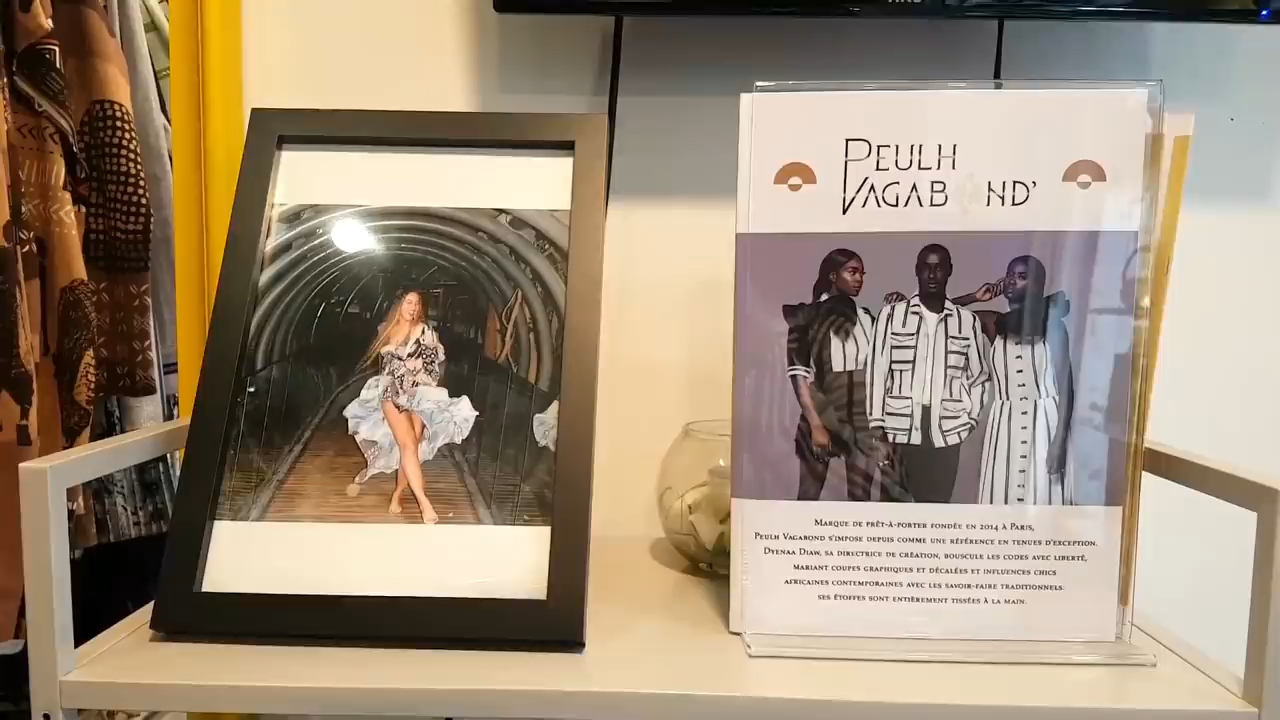 PEULH
VAGAB ND'
MARQUE DE PRÊT-À-PORTER FONDÉE EN 2014 À PARIS,
PEULH VAGABOND S'IMPOSE DEPUIS COMME UNE RÉFÉRENCE EN TENUES D'EXCEPTION.
DYENAA DIAW, SA DIRECTRICE DE CRÉATION, BOUSCULE LES CODES AVEC LIBERTÉ,
MARIANT COUPES GRAPHIQUES ET DÉCALÉES ET INFLUENCES CHICS
AFRICAINES CONTEMPORAINES AVEC LES SAVOIR-FAIRE TRADITIONNELS:
SES ÉTOFFES SONT ENTIÈREMENT TISSÉES À LA MAIN.